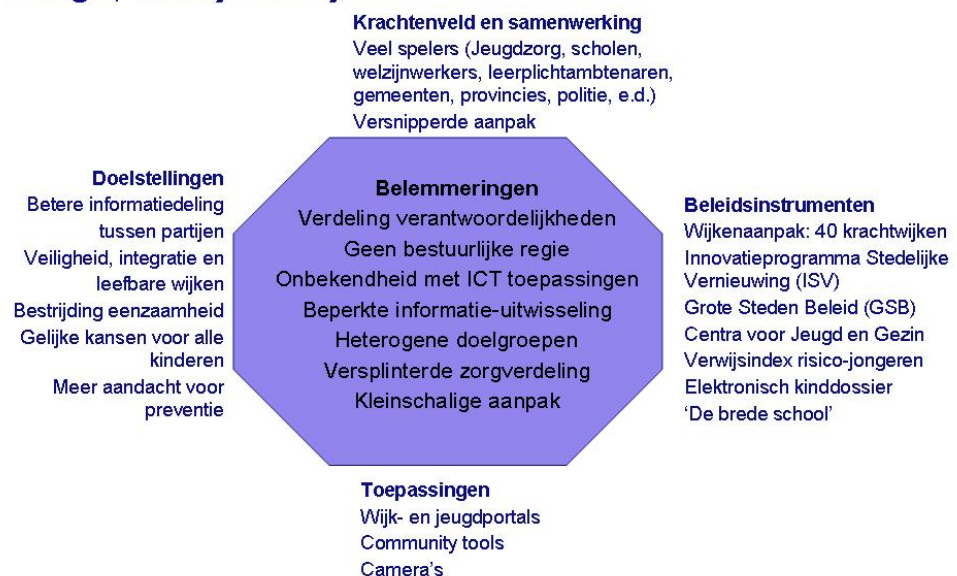 Krachtenveld en samenwerking
Veel spelers (Jeugdzorg, scholen,
welzijnwerkers, leerplichtambtenaren,
gemeenten, provincies, politie, e.d.)
Versnipperde aanpak
Doelstellingen
Betere informatiedeling
tussen partijen
Veiligheid, integratie en
leefbare wijken
Bestrijding eenzaamheid
Gelijke kansen voor alle
kinderen
Meer aandacht voor
preventie
Belemmeringen
Verdeling verantwoordelijkheden
Geen bestuurlijke regie
Onbekendheid met ICT toepassingen
Beperkte informatie-uitwisseling
Heterogene doelgroepen
Versplinterde zorgverdeling
Kleinschalige aanpak
Beleidsinstrumenten
Wijkenaanpak: 40 krachtwijken
Innovatieprogramma Stedelijke
Vernieuwing (ISV)
Grote Steden Beleid (GSB)
Centra voor Jeugd en Gezin
Verwijsindex risico-jongeren
Elektronisch kinddossier
‘De brede school’
Toepassingen
Wijk- en jeugdportals
Community tools
Camera’s